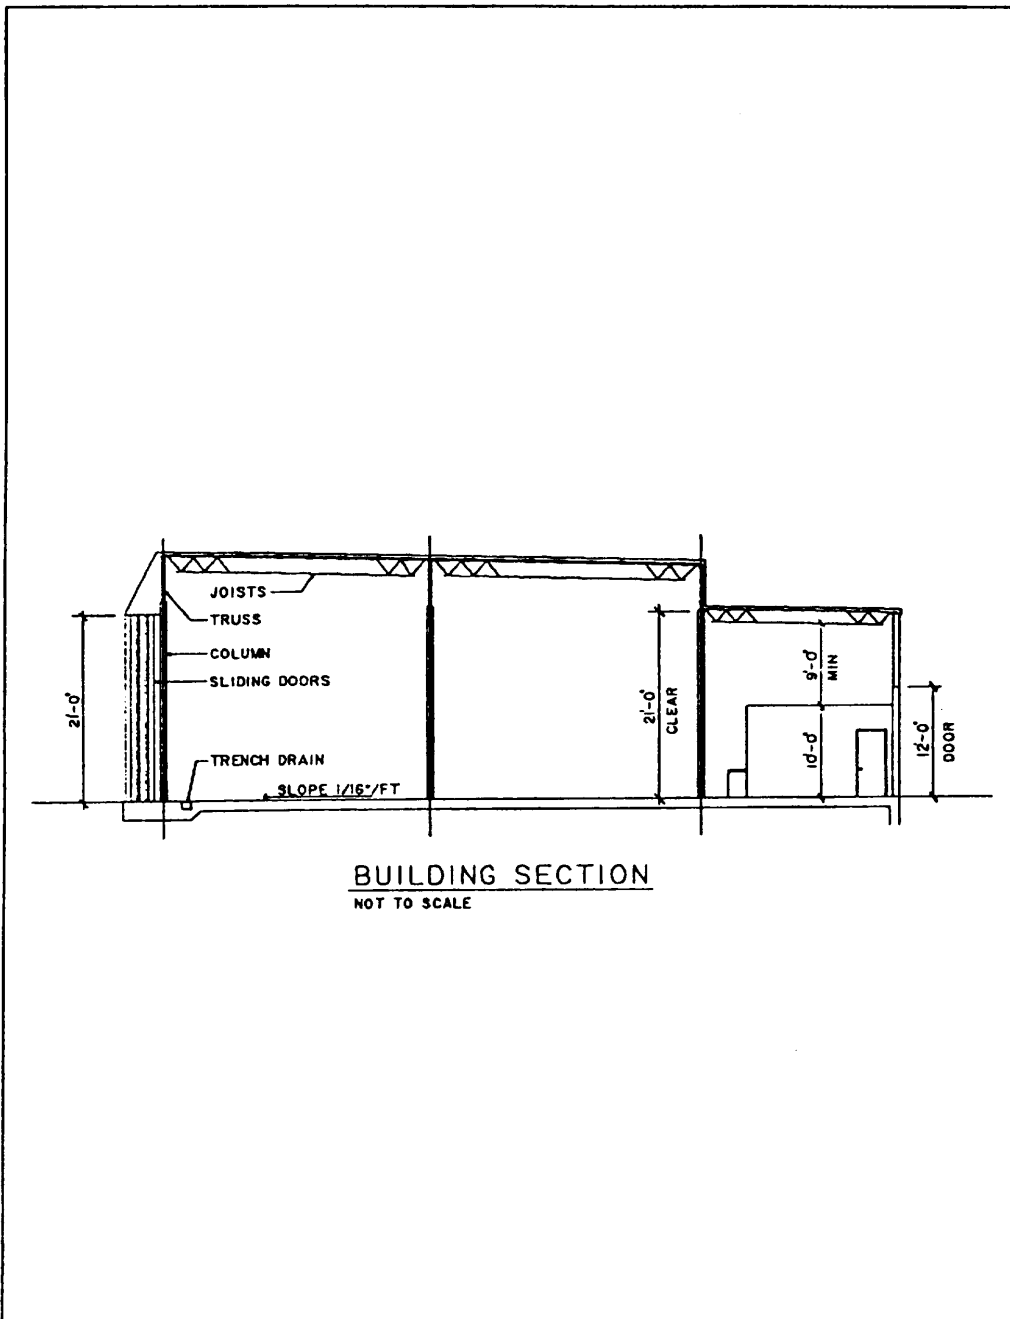 JOISTS
TRUSS
COLUMN
SLIDING DOORS
21'-0"
TRENCH DRAIN
SLOPE 1/16"/FT
21'-0"
CLEAR
9'-0"
MIN
10'-0"
12'-0"
DOOR
BUILDING SECTION
NOT TO SCALE